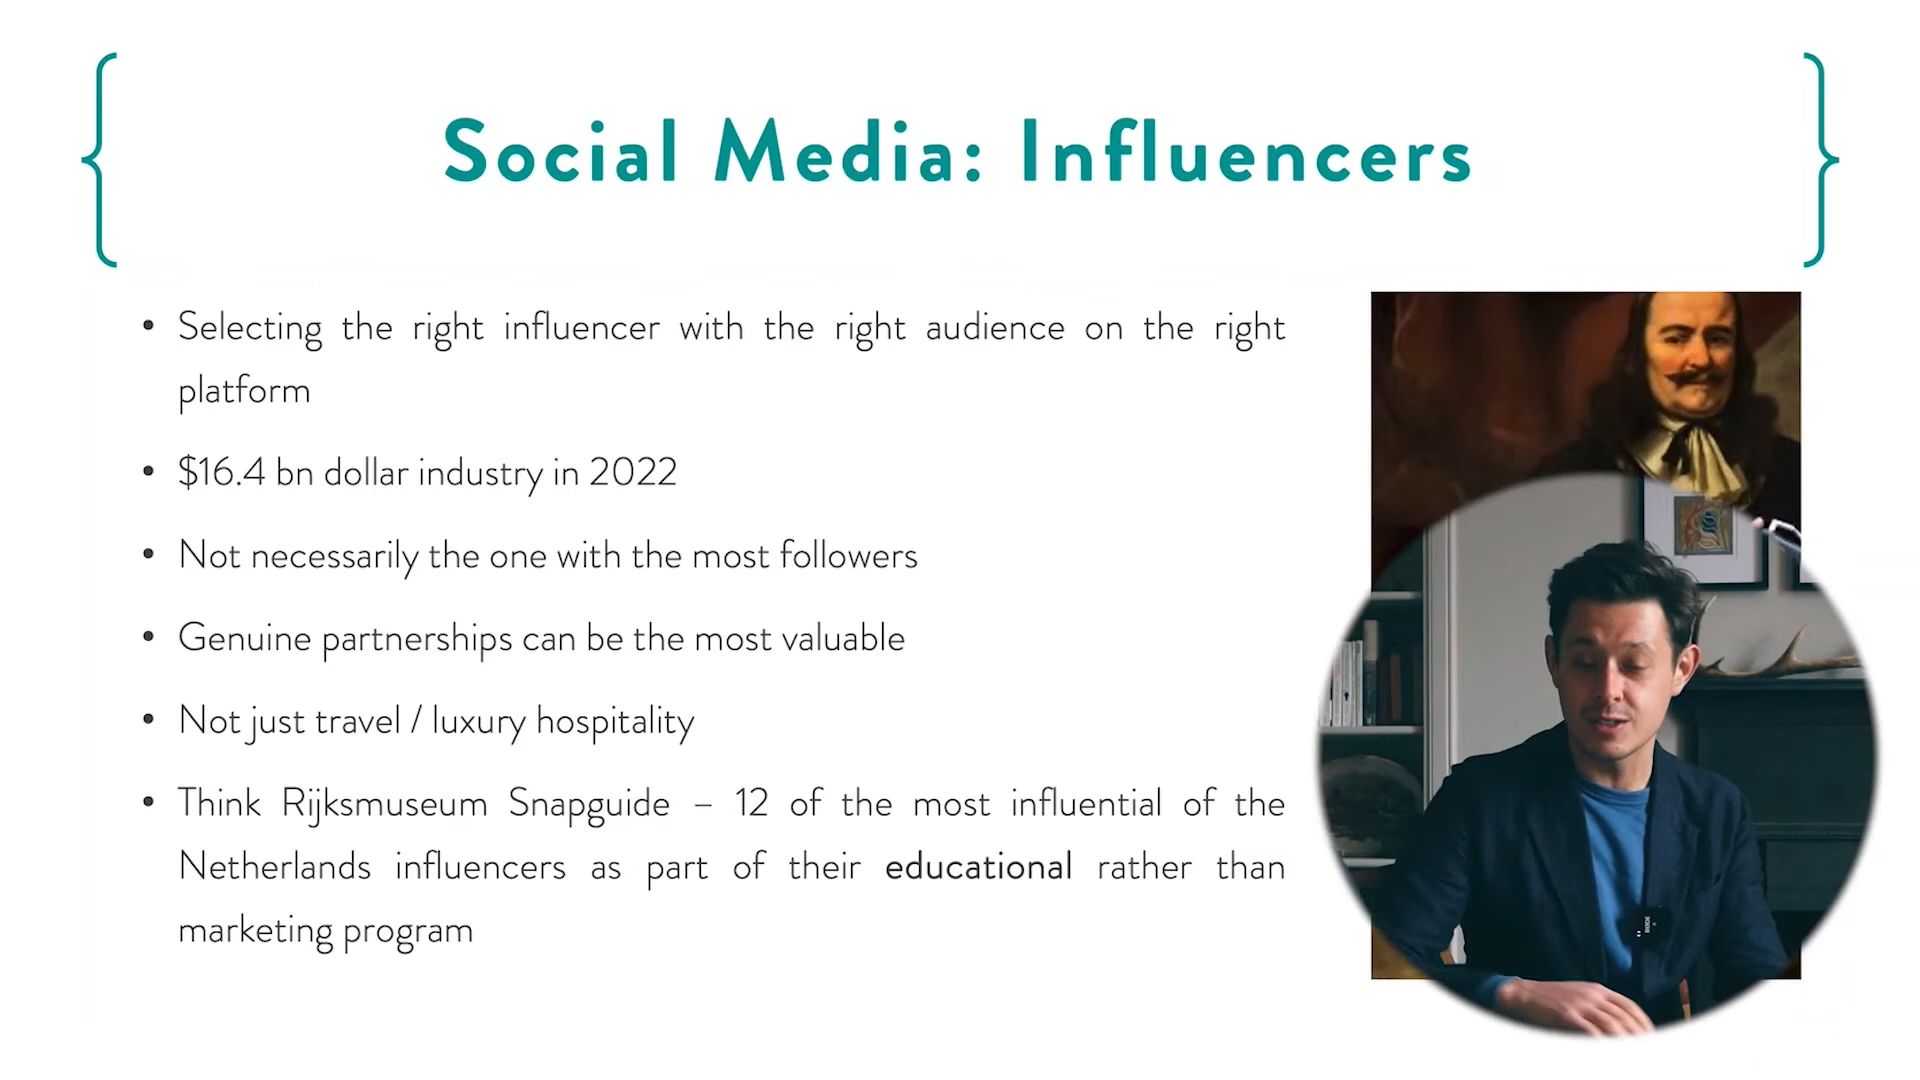 Social Media: Influencers
• Selecting the right influencer with the right audience on the right
platform
• $16.4 bn dollar industry in 2022
• Not necessarily the one with the most followers
• Genuine partnerships can be the most valuable
• Not just travel / luxury hospitality
• Think Rijksmuseum Snapguide – 12 of the most influential of the
Netherlands influencers as part of their educational rather than
marketing program
RODE